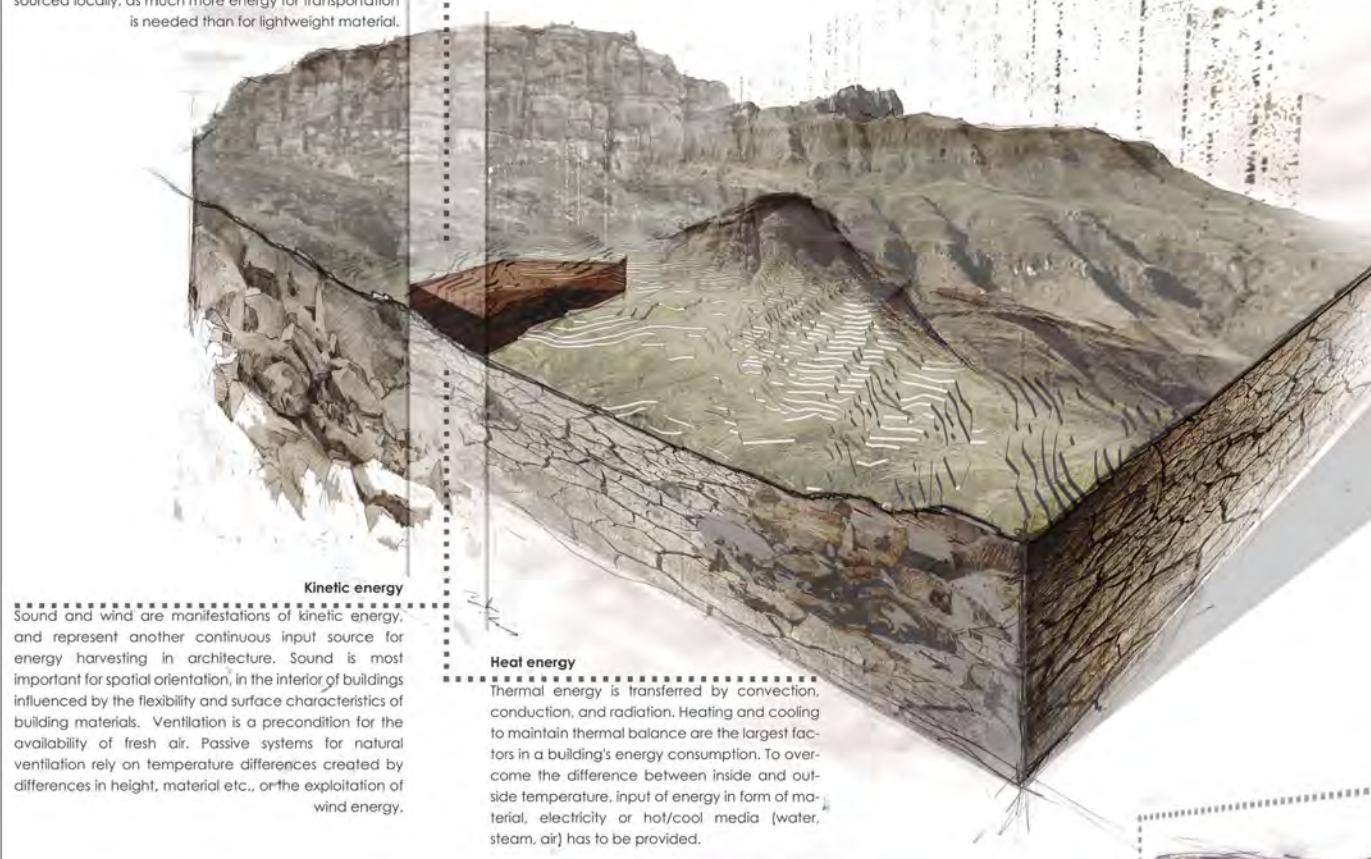 sourced locally, as much more energy for transportation
is needed than for lightweight material.
Kinetic energy
Sound and wind are manifestations of kinetic energy,
and represent another continuous input source for
energy harvesting in architecture. Sound is most
important for spatial orientation, in the interior of buildings
influenced by the flexibility and surface characteristics of
building materials. Ventilation is a precondition for the
availability of fresh air. Passive systems for natural
ventilation rely on temperature differences created by
differences in height, material etc., or the exploitation of
wind energy.
Heat energy
Thermal energy is transferred by convection,
conduction, and radiation. Heating and cooling
to maintain thermal balance are the largest fac-
tors in a building's energy consumption. To over-
come the difference between inside and out-
side temperature, input of energy in form of ma-
terial, electricity or hot/cool media (water,
steam, air) has to be provided.